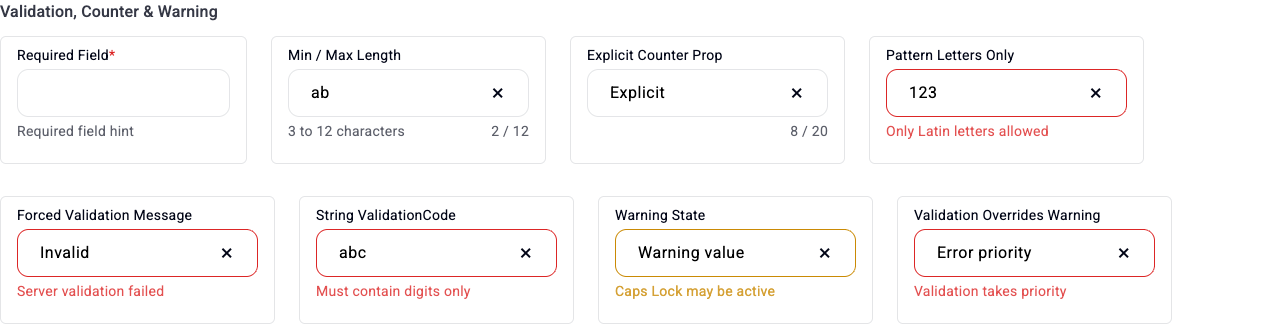 Validation, Counter & Warning
Required Field*
Required field hint
Min / Max Length
ab
3 to 12 characters 2 / 12
Explicit Counter Prop
Explicit
8 / 20
Pattern Letters Only
123
Only Latin letters allowed
Forced Validation Message
Invalid
Server validation failed
String ValidationCode
abc
Must contain digits only
Warning State
Warning value
Caps Lock may be active
Validation Overrides Warning
Error priority
Validation takes priority